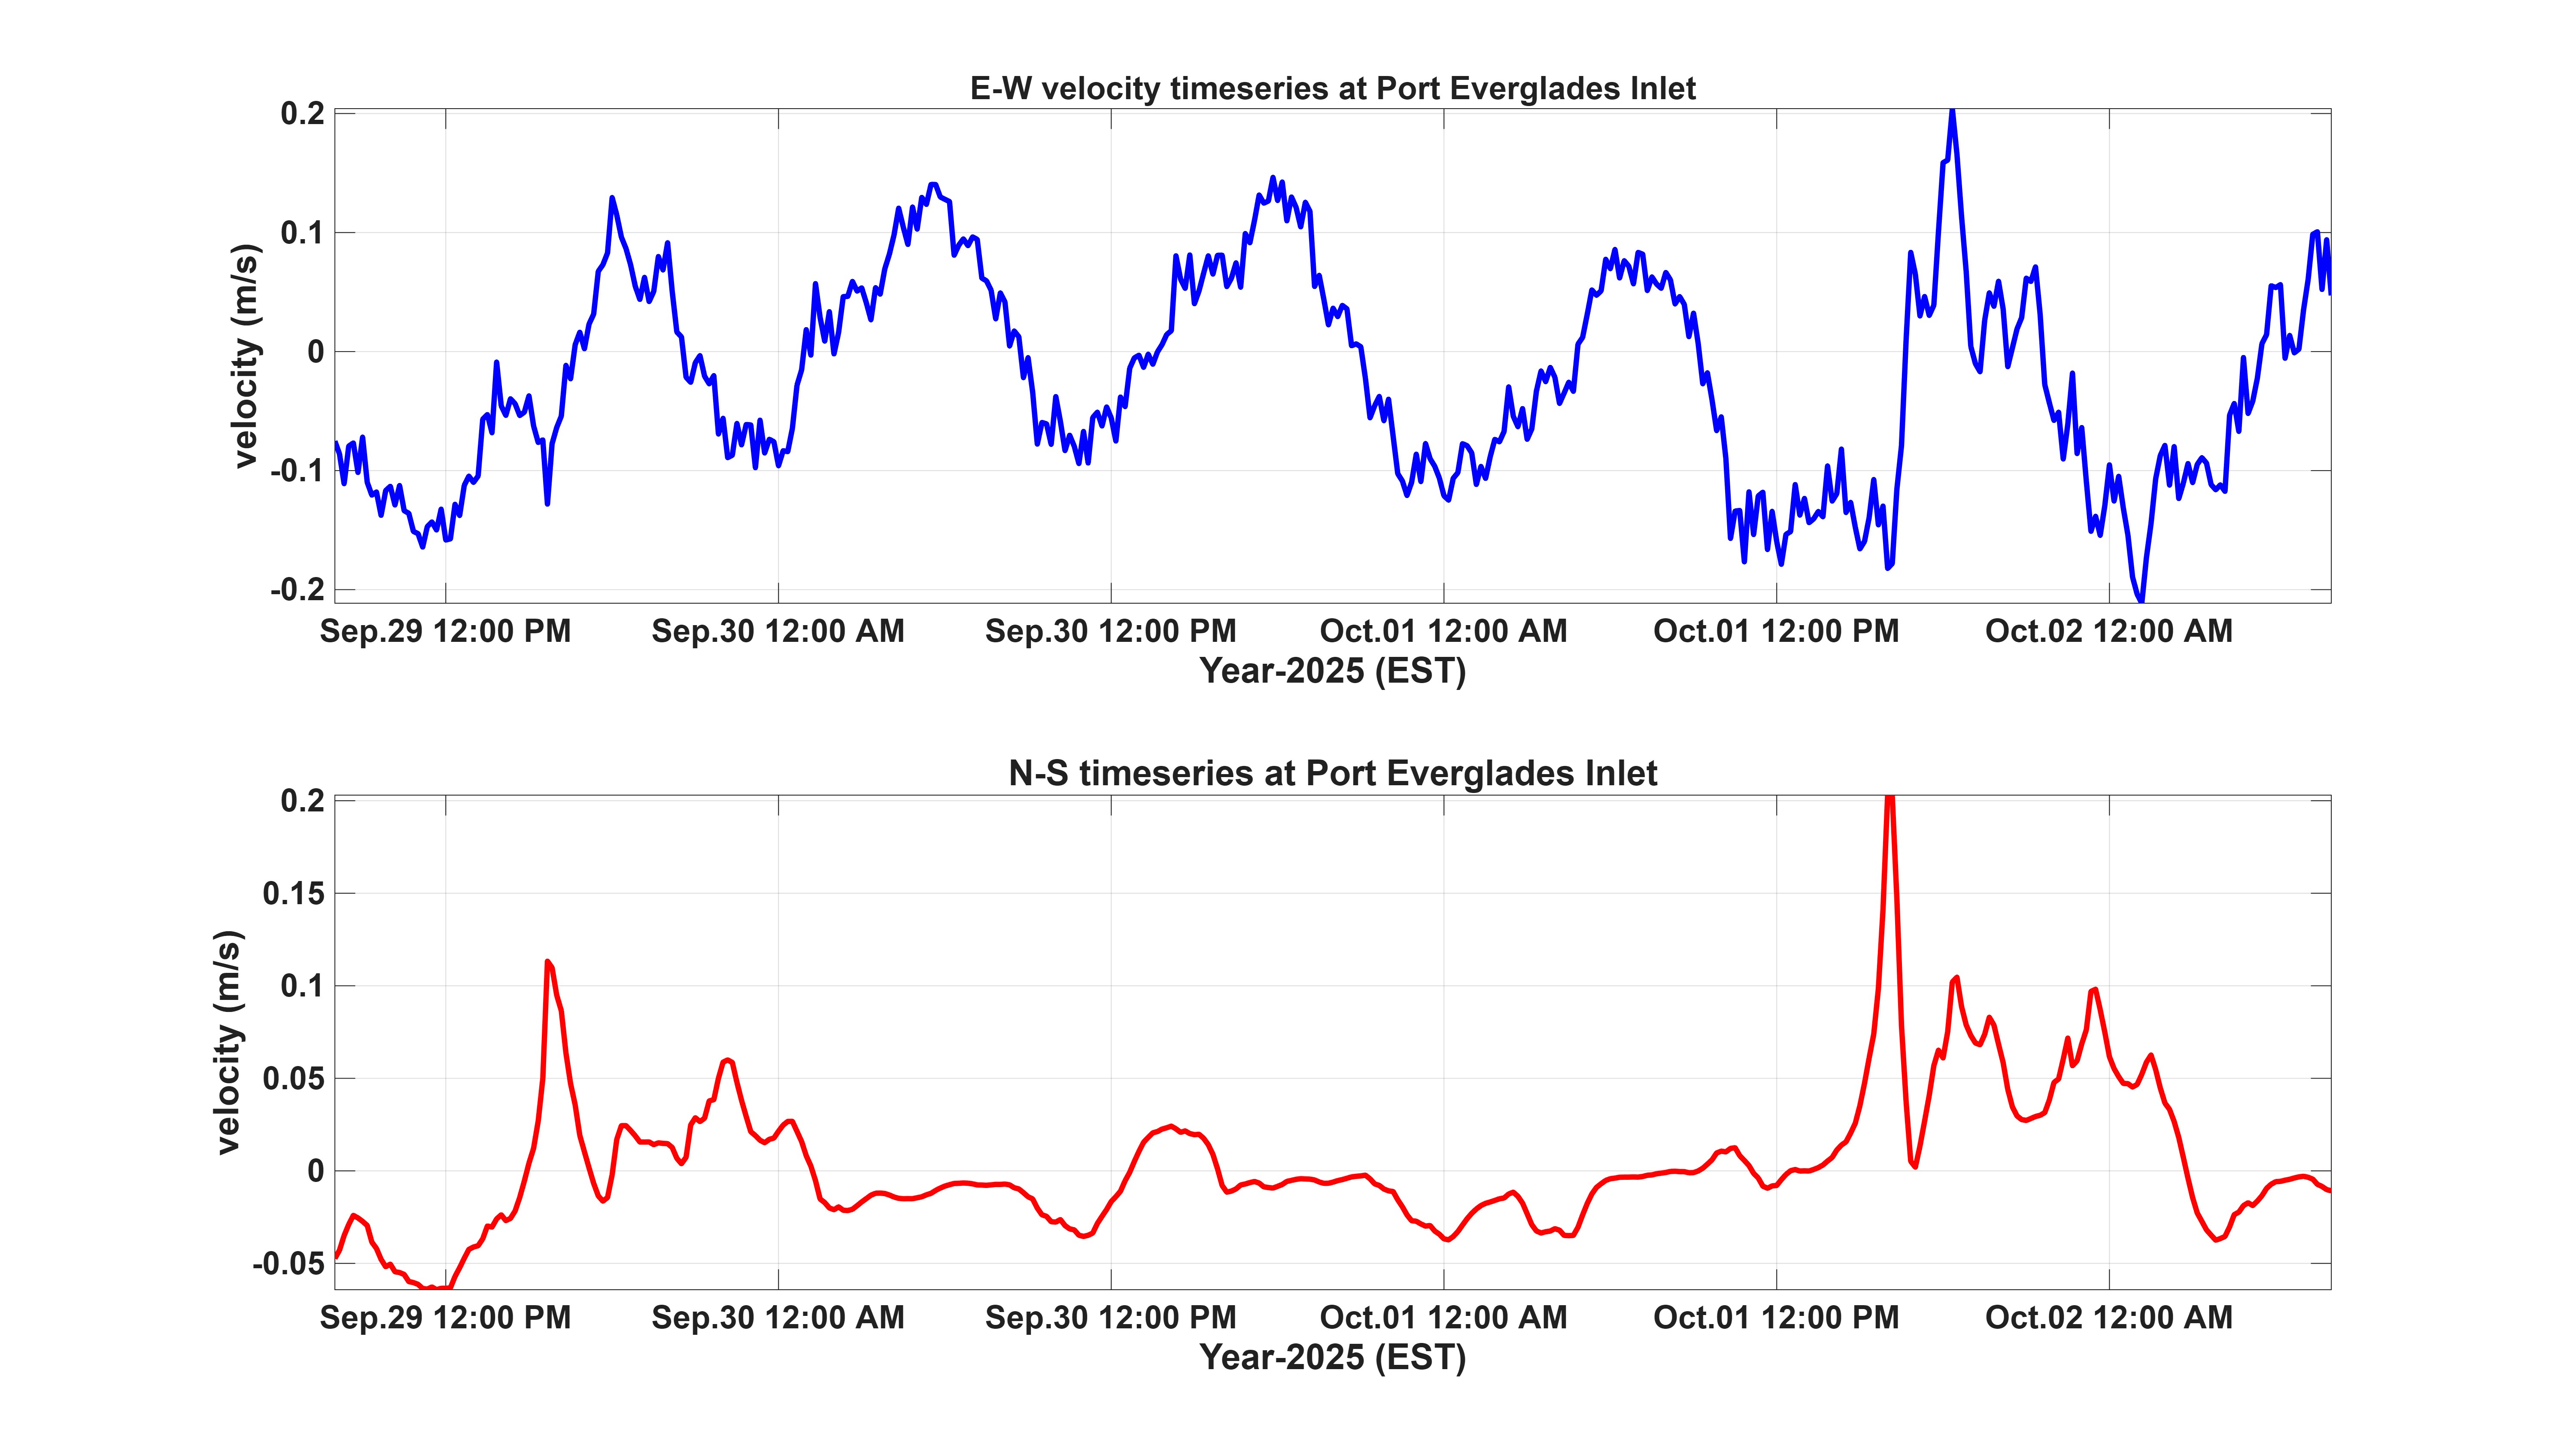 E-W velocity timeseries at Port Everglades Inlet
0.2
0.1
0
-0.1
-0.2
velocity (m/s)
Sep.29 12:00 PM Sep.30 12:00 AM Sep.30 12:00 PM Oct.01 12:00 AM Oct.01 12:00 PM Oct.02 12:00 AM
Year-2025 (EST)
N-S timeseries at Port Everglades Inlet
0.2
0.15
0.1
0.05
0
-0.05
velocity (m/s)
Sep.29 12:00 PM Sep.30 12:00 AM Sep.30 12:00 PM Oct.01 12:00 AM Oct.01 12:00 PM Oct.02 12:00 AM
Year-2025 (EST)